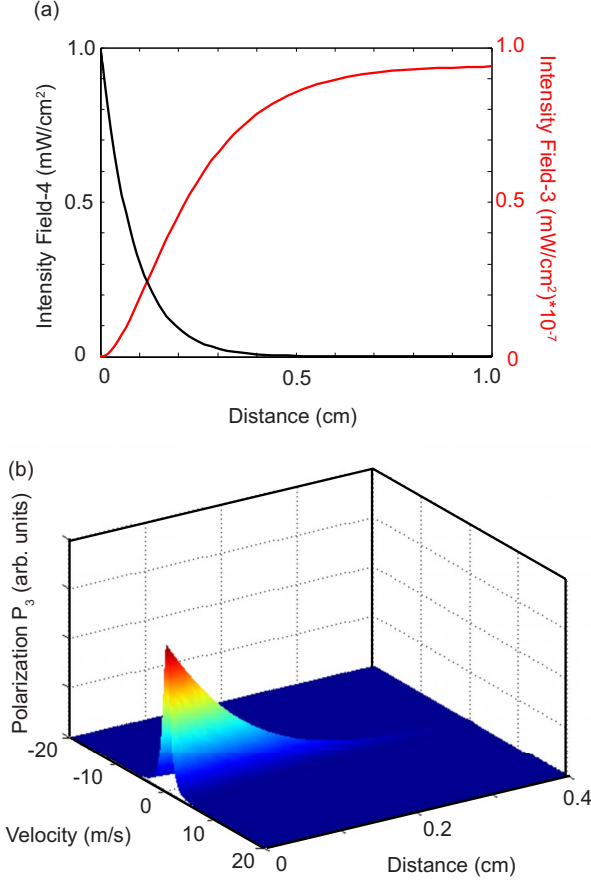 (a)
Intensity Field-4 (mW/cm²)
1.0
0.5
0
1.0
0.5
0
Intensity Field-3 (mW/cm²)*10⁻⁷
0
0.5
1.0
Distance (cm)
(b)
Polarization P₃ (arb. units)
-20
-10
0
10
20
Velocity (m/s)
0
0.2
0.4
Distance (cm)